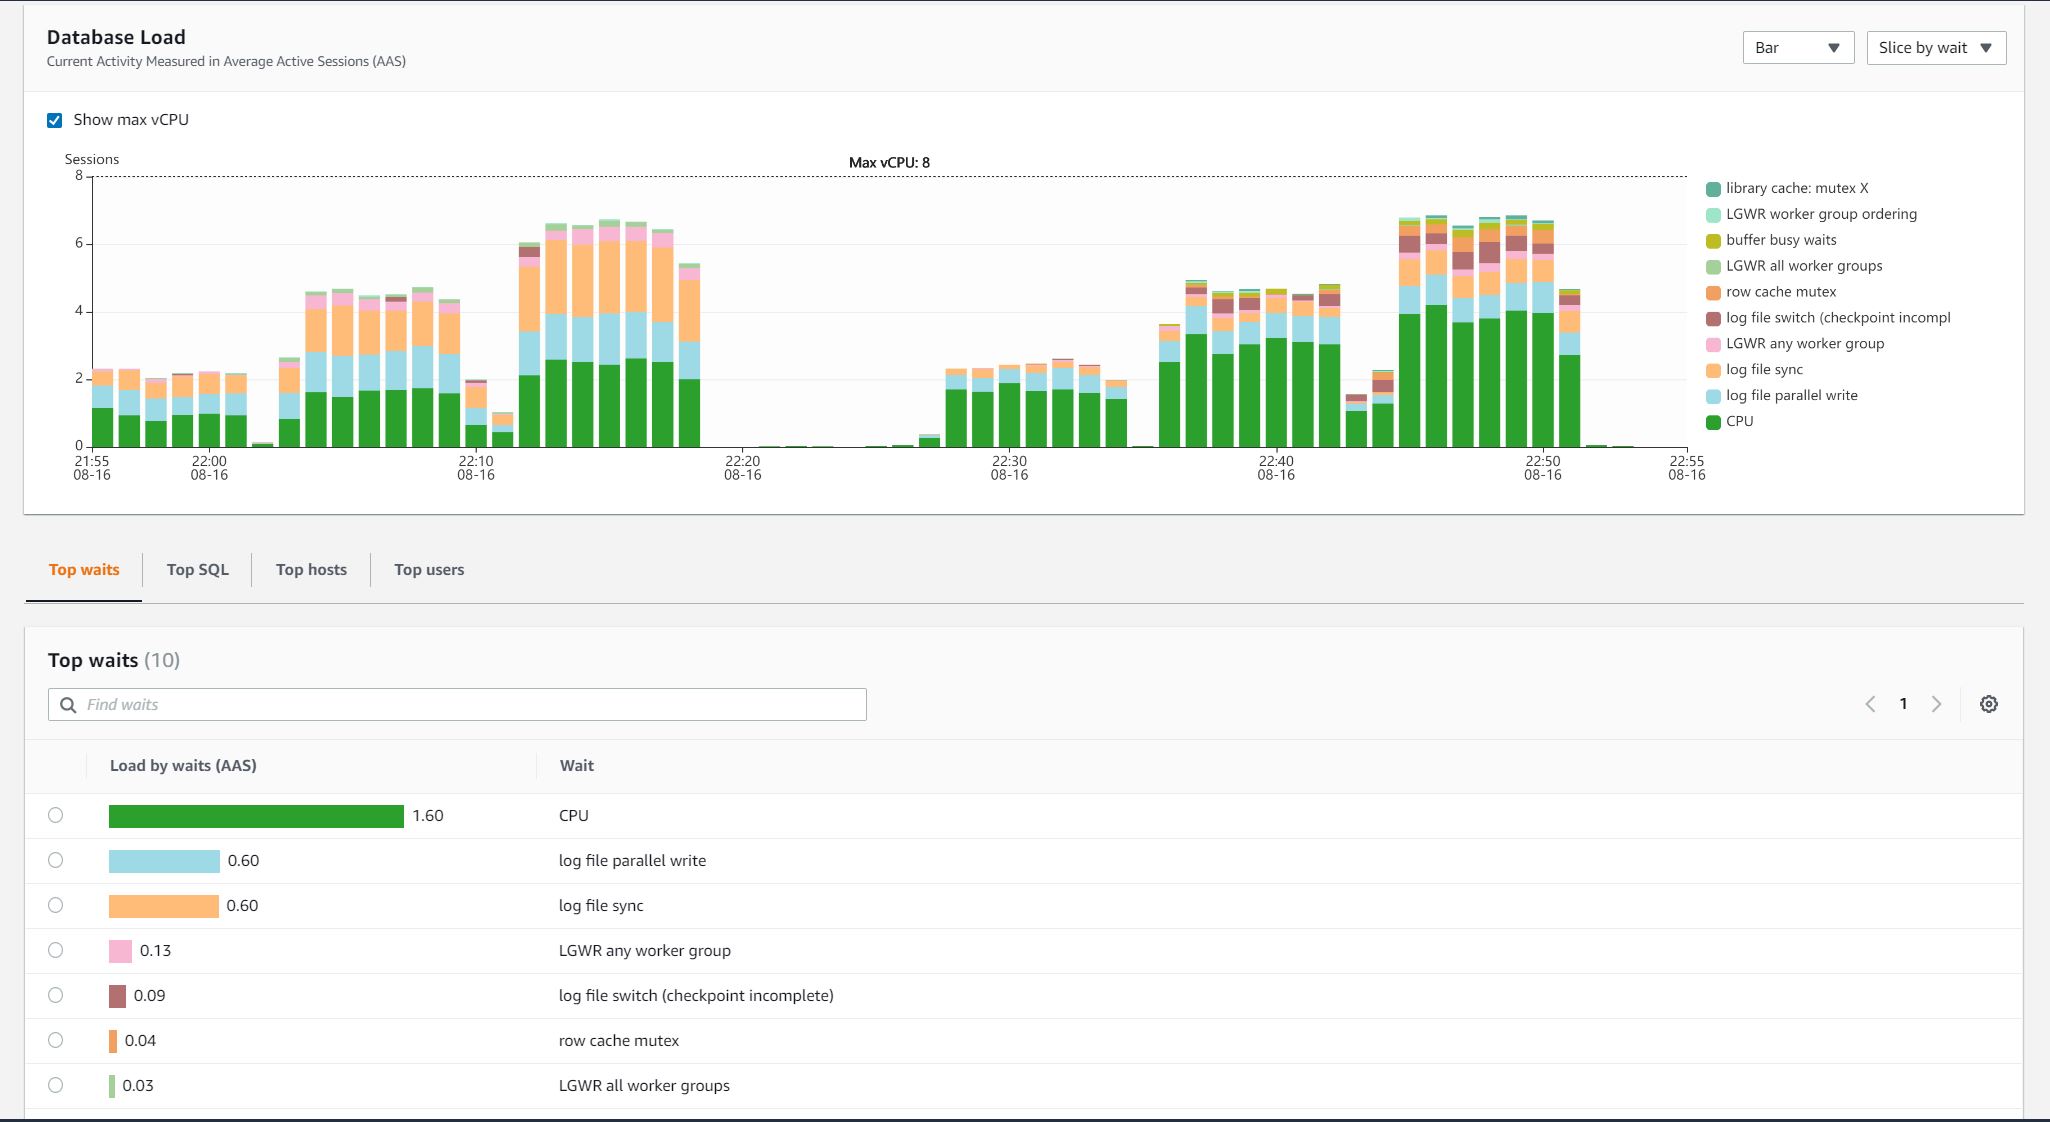 Database Load
Current Activity Measured in Average Active Sessions (AAS)
Bar
Slice by wait
Show max vCPU
Sessions
Max vCPU: 8
8
6
4
2
0
21:55 22:00 22:10 22:20 22:30 22:40 22:50 22:55
08-16 08-16 08-16 08-16 08-16 08-16 08-16 08-16
library cache: mutex X
LGWR worker group ordering
buffer busy waits
LGWR all worker groups
row cache mutex
log file switch (checkpoint incompl
LGWR any worker group
log file sync
log file parallel write
CPU
Top waits Top SQL Top hosts Top users
Top waits (10)
Find waits
1
Load by waits (AAS) Wait
1.60 CPU
0.60 log file parallel write
0.60 log file sync
0.13 LGWR any worker group
0.09 log file switch (checkpoint incomplete)
0.04 row cache mutex
0.03 LGWR all worker groups